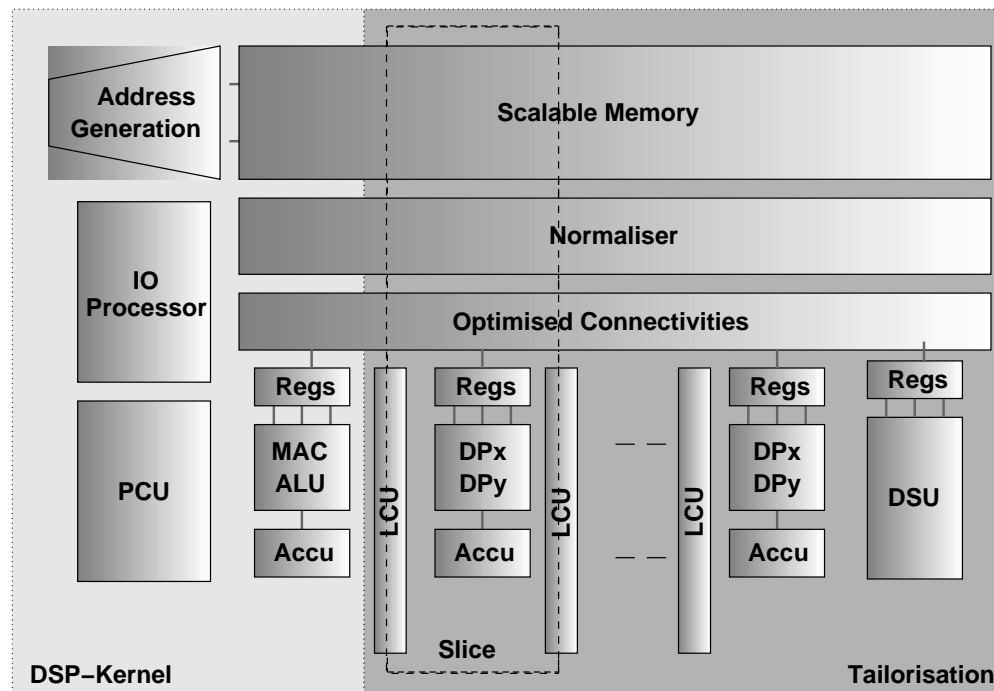 Address
Generation
Scalable Memory
Normaliser
IO
Processor
Optimised Connectivities
Regs
Regs
Regs
Regs
MAC
ALU
DPx
DPy
DPx
DPy
PCU
LCU
LCU
LCU
DSU
Accu
Accu
Accu
Slice
DSP–Kernel
Tailorisation